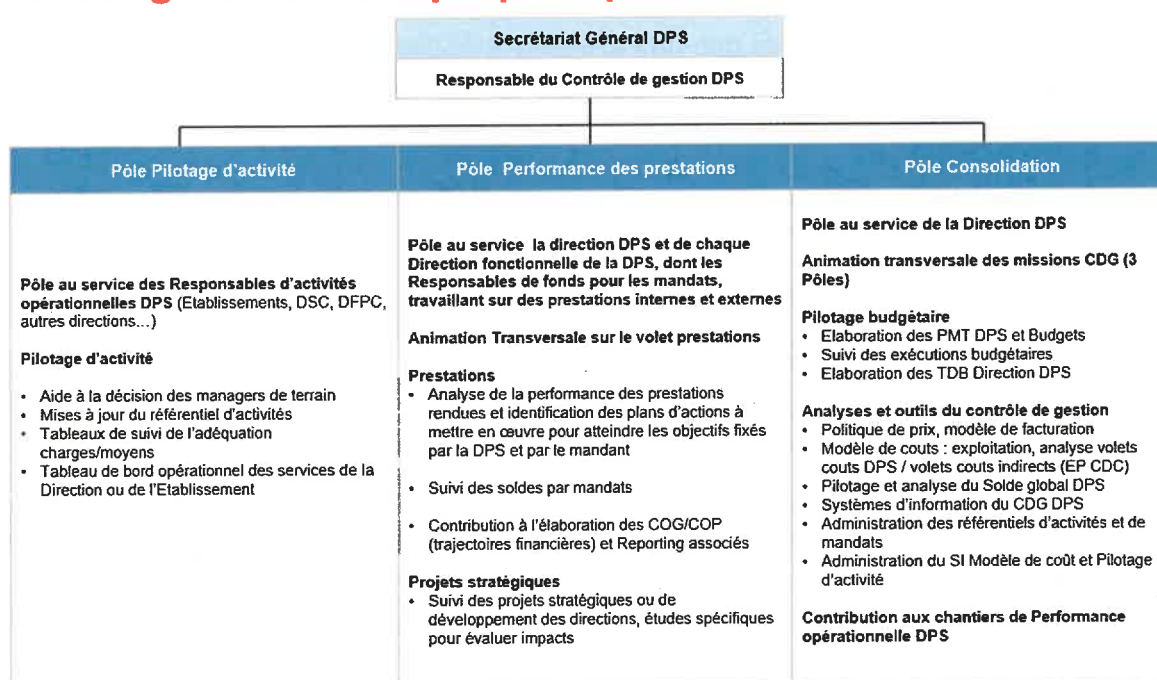 Secrétariat Général DPS
Responsable du Contrôle de gestion DPS
Pôle Pilotage d'activité
Pôle au service des Responsables d'activités
opérationnelles DPS (Etablissements, DSC, DFPC,
autres directions...)
Pilotage d'activité
• Aide à la décision des managers de terrain
• Mises à jour du référentiel d'activités
• Tableaux de suivi de l'adéquation
charges/moyens
• Tableau de bord opérationnel des services de la
Direction ou de l'Etablissement
Pôle Performance des prestations
Pôle au service la direction DPS et de chaque
Direction fonctionnelle de la DPS, dont les
Responsables de fonds pour les mandats,
travaillant sur des prestations internes et externes
Animation Transversale sur le volet prestations
Prestations
• Analyse de la performance des prestations
rendues et identification des plans d'actions à
mettre en œuvre pour atteindre les objectifs fixés
par la DPS et par le mandant
• Suivi des soldes par mandats
• Contribution à l'élaboration des COG/COP
(trajectoires financières) et Reporting associés
Projets stratégiques
• Suivi des projets stratégiques ou de
développement des directions, études spécifiques
pour évaluer impacts
Pôle Consolidation
Pôle au service de la Direction DPS
Animation transversale des missions CDG (3
Pôles)
Pilotage budgétaire
• Elaboration des PMT DPS et Budgets
• Suivi des exécutions budgétaires
• Elaboration des TDB Direction DPS
Analyses et outils du contrôle de gestion
• Politique de prix, modèle de facturation
• Modèle de couts : exploitation, analyse volets
couts DPS / volets couts indirects (EP CDC)
• Pilotage et analyse du Solde global DPS
• Systèmes d'information du CDG DPS
• Administration des référentiels d'activités et de
mandats
• Administration du SI Modèle de coût et Pilotage
d'activité
Contribution aux chantiers de Performance
opérationnelle DPS